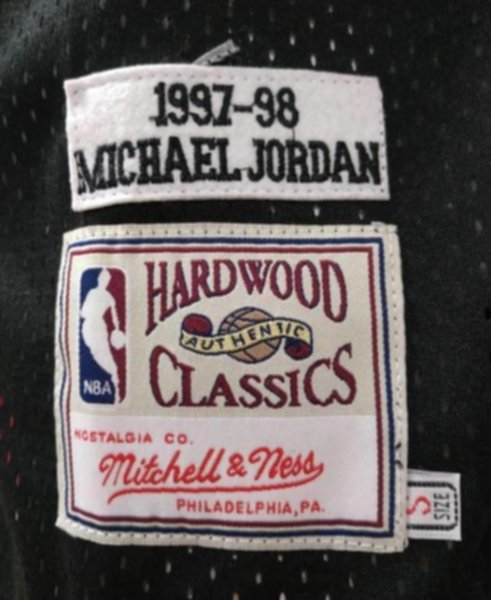 1997-98
MICHAEL JORDAN
HARDWOOD
AUTHENTIC
CLASSICS
NBA
NOSTALGIA CO.
Mitchell & Ness
PHILADELPHIA, PA.
S
SIZE